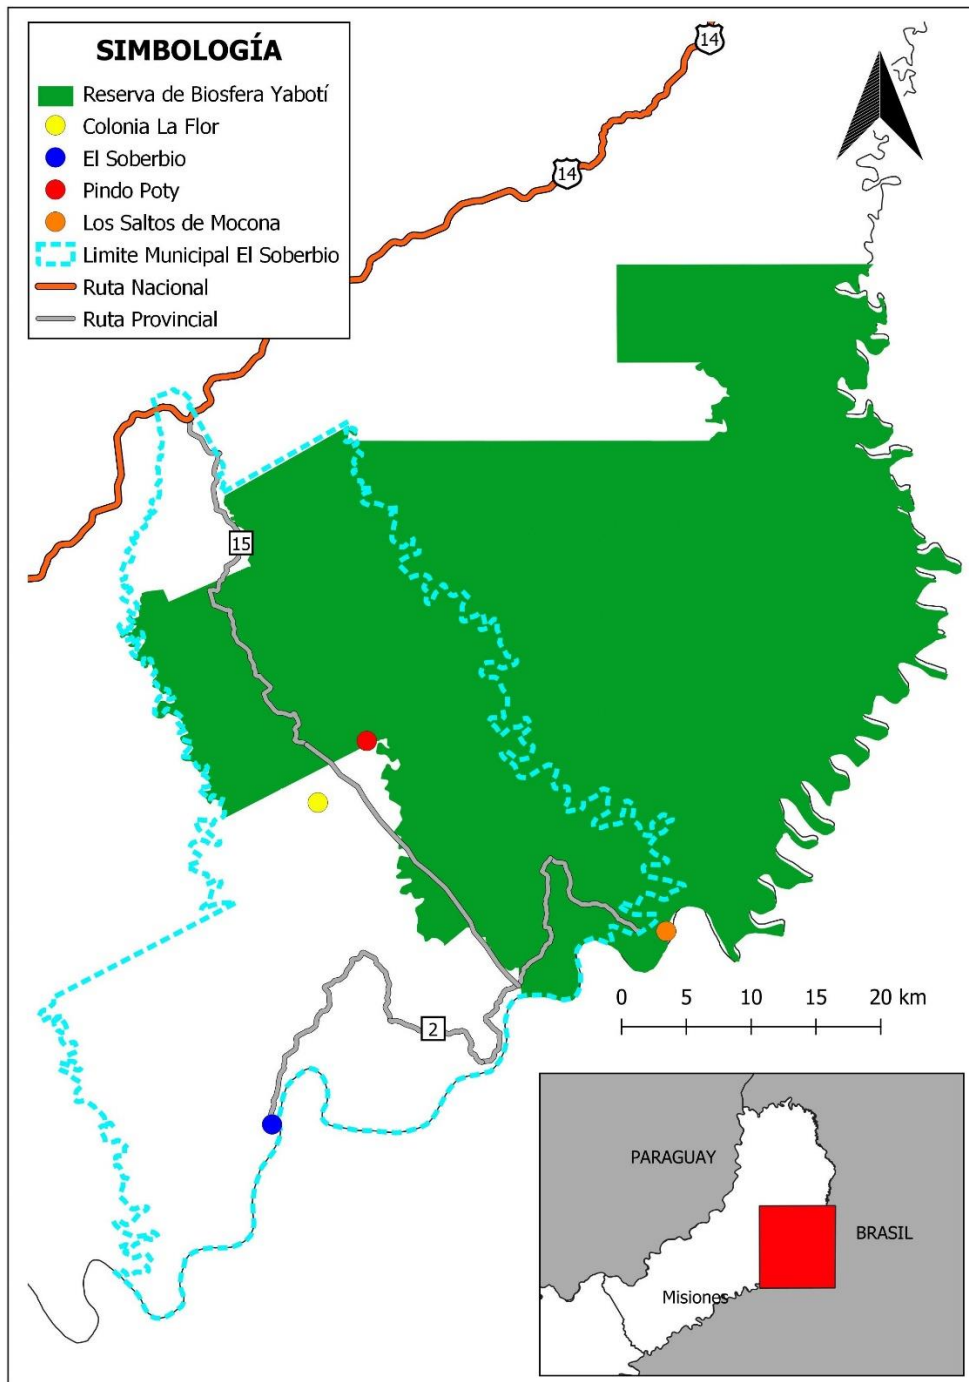 SIMBOLOGÍA
Reserva de Biosfera Yabotí
Colonia La Flor
El Soberbio
Pindo Poty
Los Saltos de Mocona
Limite Municipal El Soberbio
Ruta Nacional
Ruta Provincial
14
14
15
2
0 5 10 15 20 km
PARAGUAY
BRASIL
Misiones